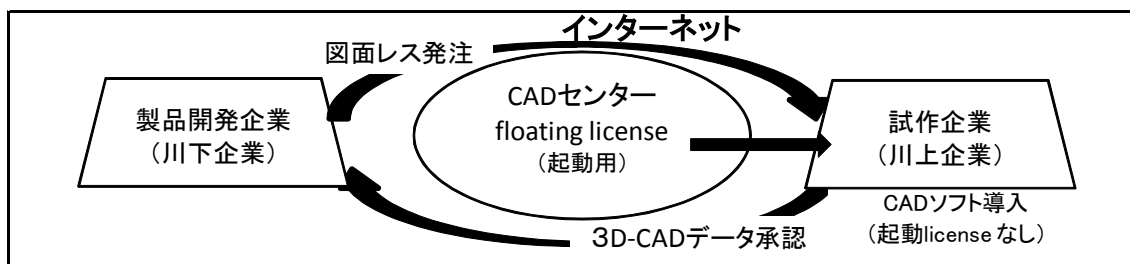 インターネット
図面レス発注
製品開発企業
（川下企業）
CADセンター
floating license
（起動用）
試作企業
（川上企業）
CADソフト導入
（起動licenseなし）
３D-CADデータ承認